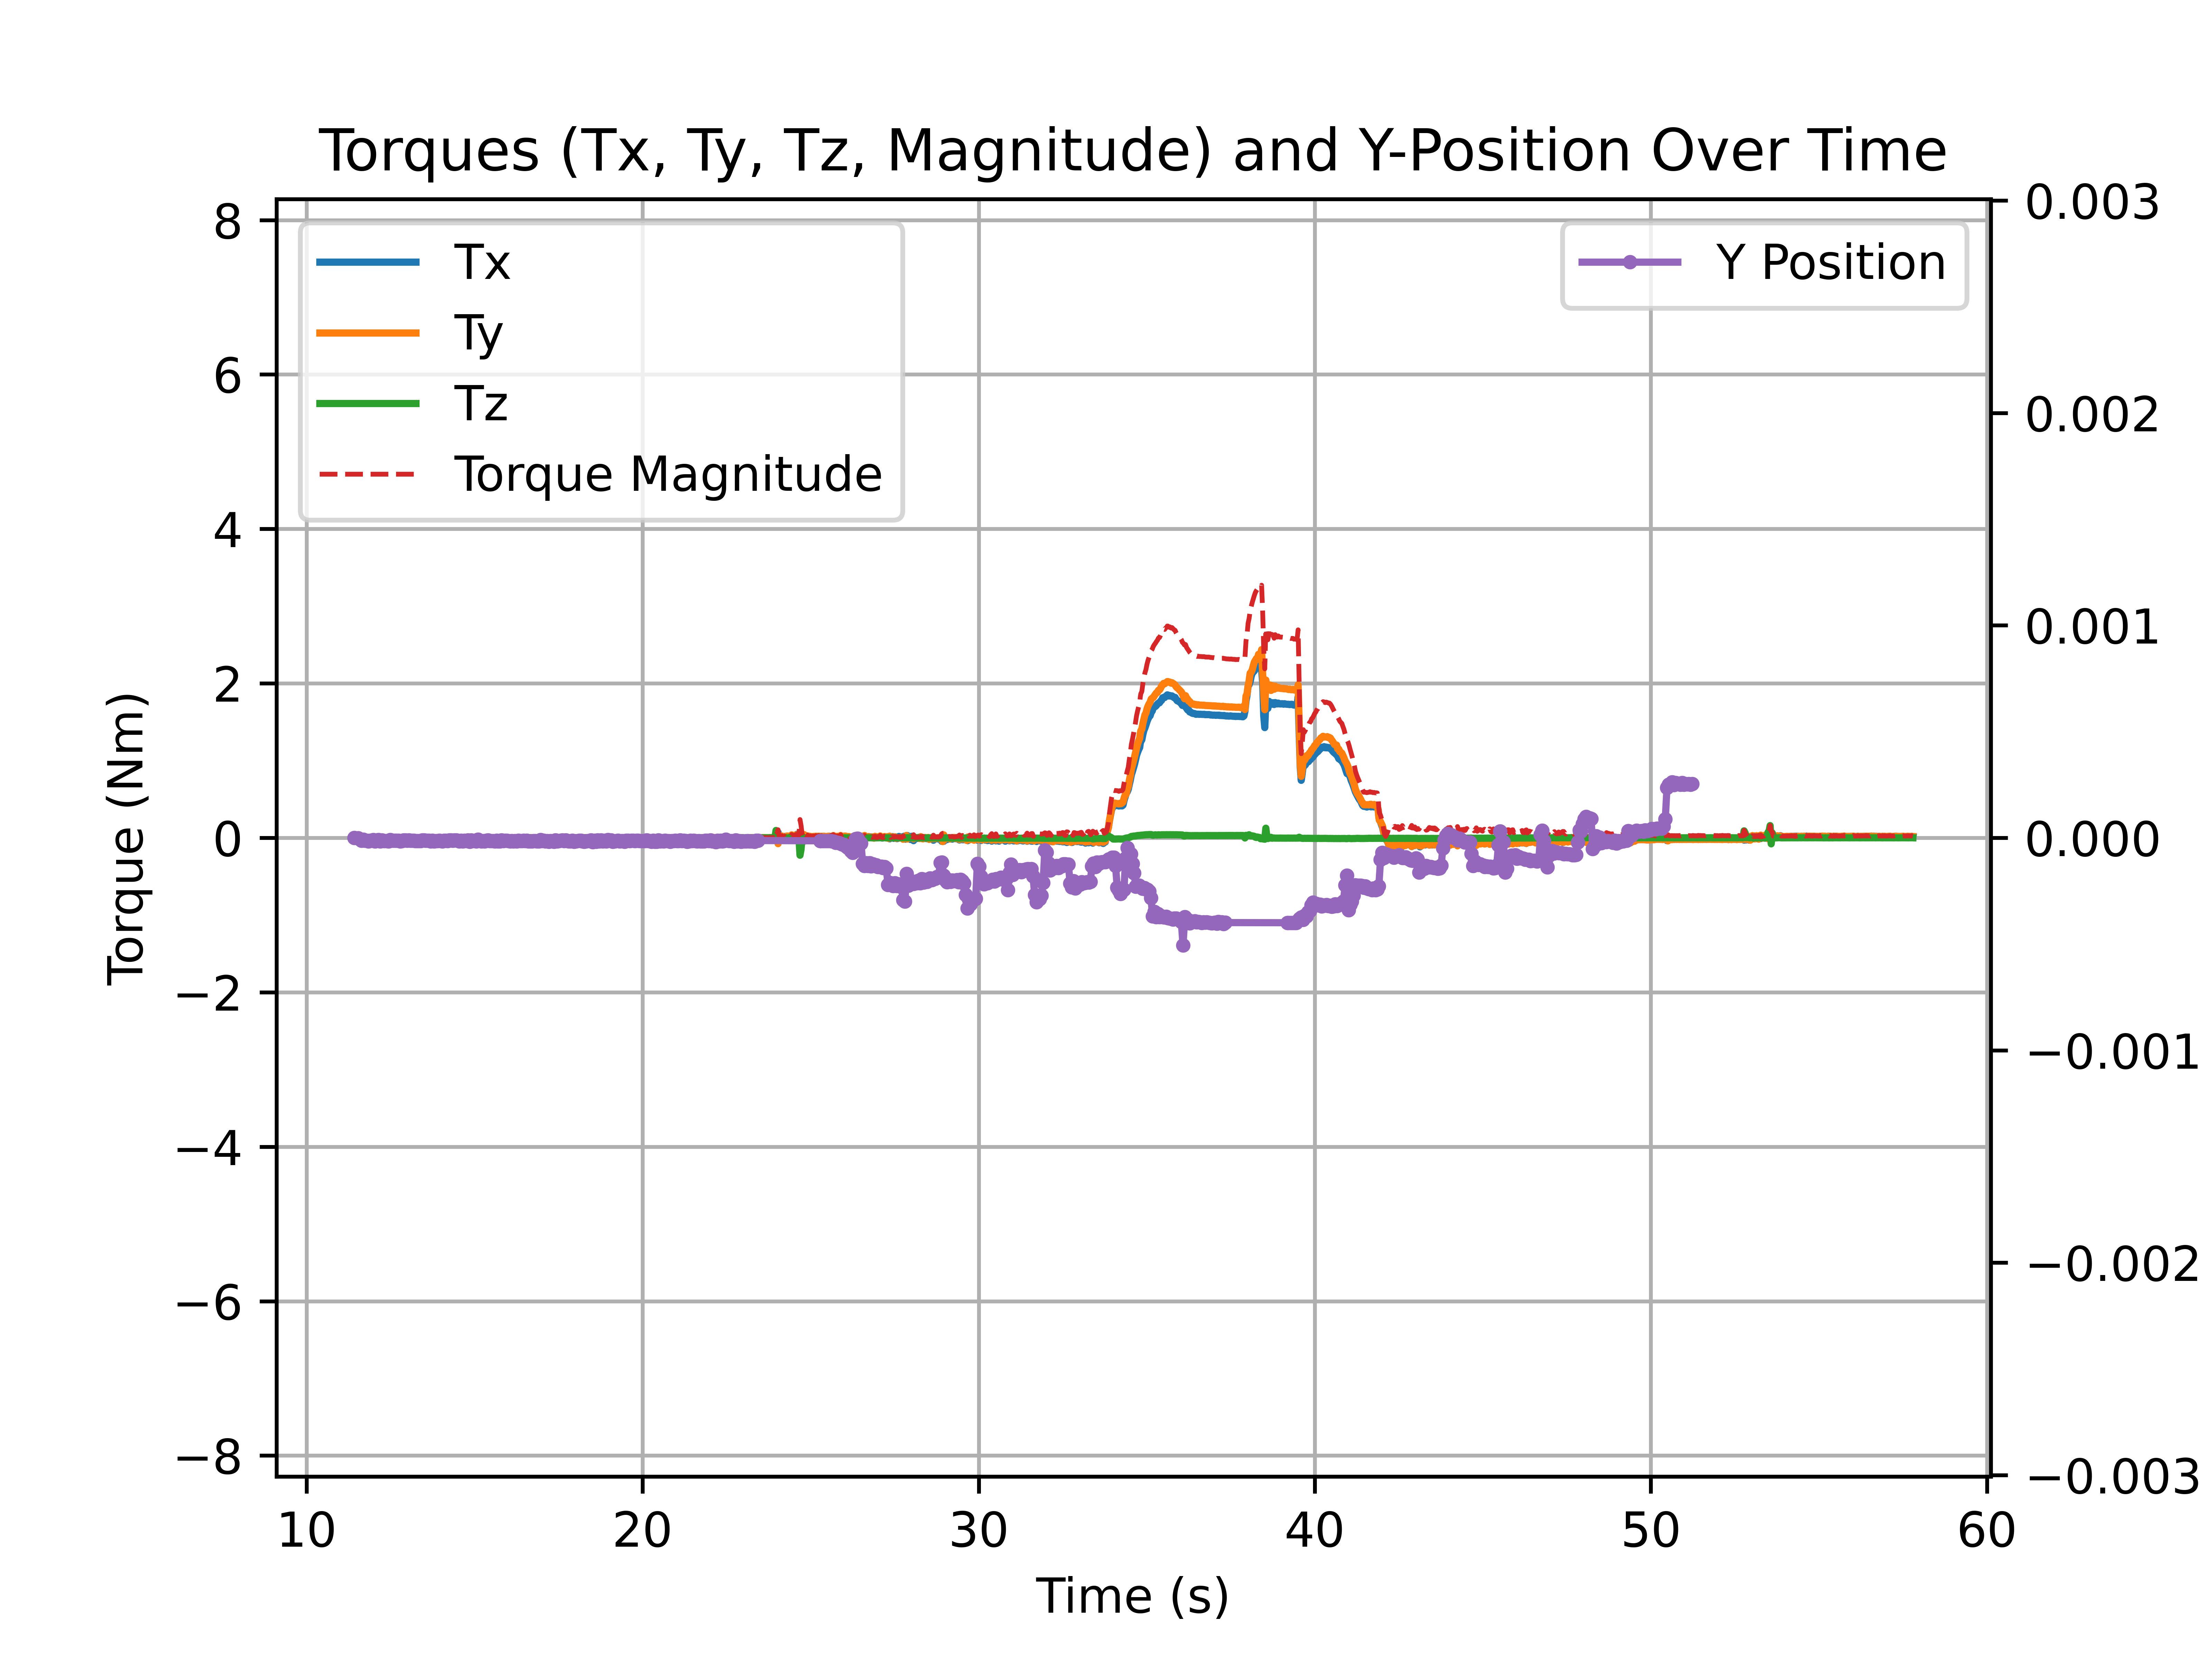 Torques (Tx, Ty, Tz, Magnitude) and Y-Position Over Time
8
6
4
2
0
−2
−4
−6
−8
Torque (Nm)
Tx
Ty
Tz
Torque Magnitude
Y Position
0.003
0.002
0.001
0.000
−0.001
−0.002
−0.003
10 20 30 40 50 60
Time (s)